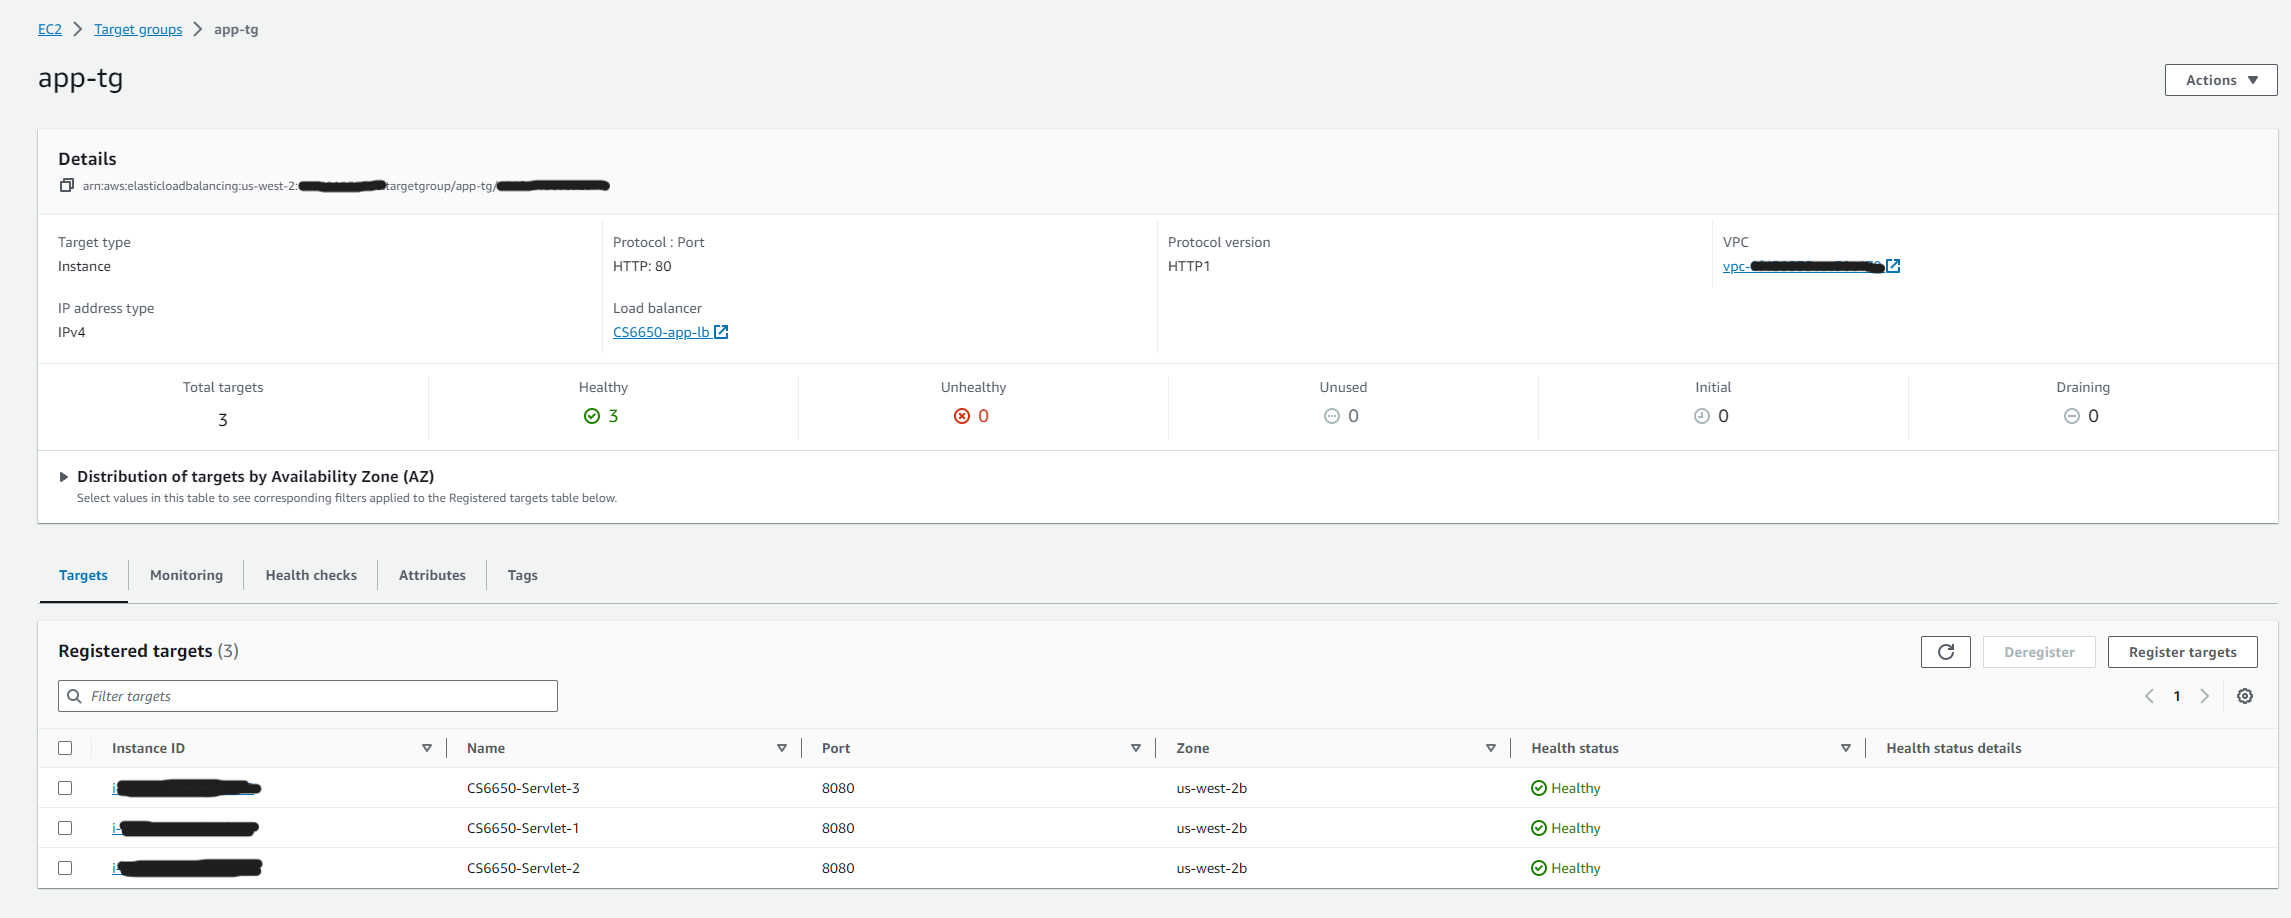 EC2 > Target groups > app-tg
app-tg
Actions
Details
arn:aws:elasticloadbalancing:us-west-2: targetgroup/app-tg/
Target type
Instance
Protocol : Port
HTTP: 80
Protocol version
HTTP1
VPC
vpc-
IP address type
IPv4
Load balancer
CS6650-app-lb
Total targets
3
Healthy
3
Unhealthy
0
Unused
0
Initial
0
Draining
0
Distribution of targets by Availability Zone (AZ)
Select values in this table to see corresponding filters applied to the Registered targets table below.
Targets Monitoring Health checks Attributes Tags
Registered targets (3)
Deregister
Register targets
Filter targets
1
Instance ID Name Port Zone Health status Health status details
i- CS6650-Servlet-3 8080 us-west-2b Healthy
i- CS6650-Servlet-1 8080 us-west-2b Healthy
i- CS6650-Servlet-2 8080 us-west-2b Healthy